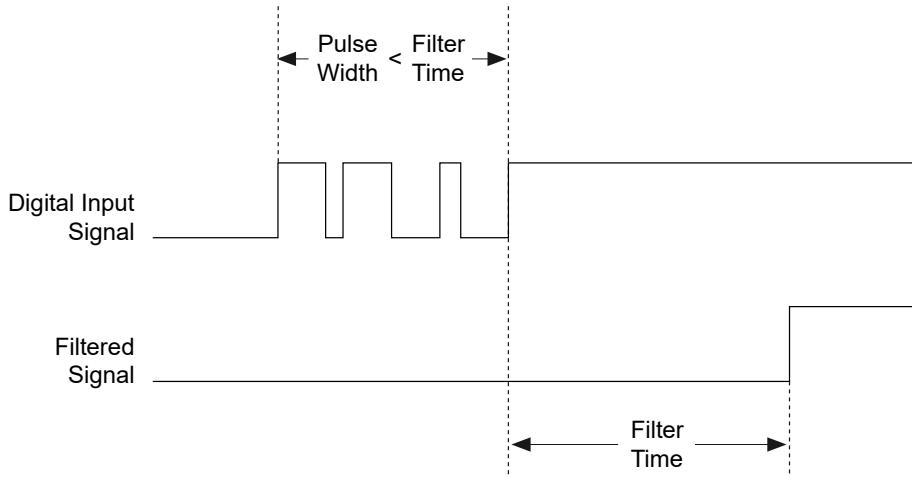 Pulse Width < Filter Time
Digital Input
Signal
Filtered
Signal
Filter
Time